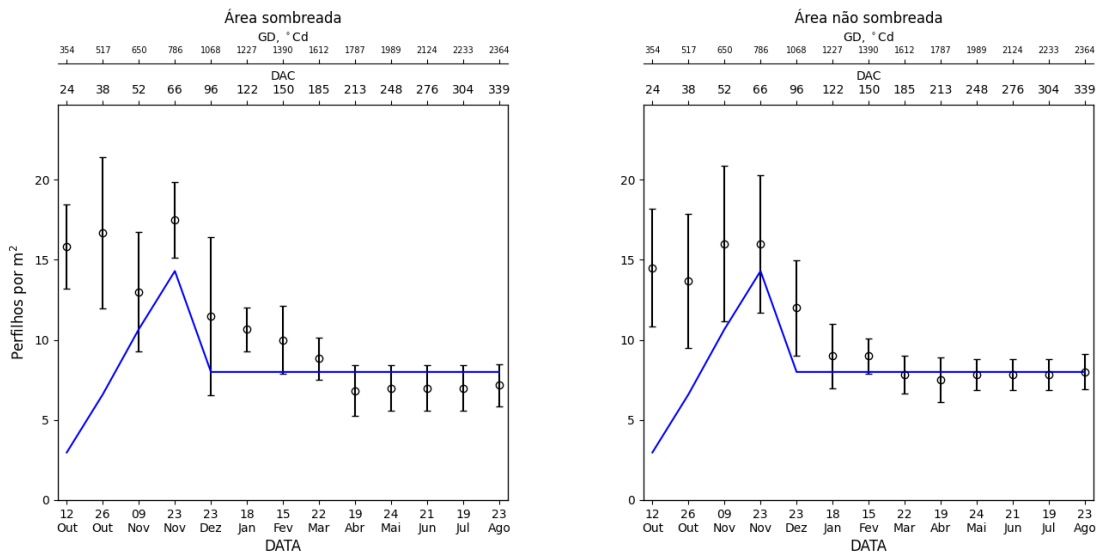 Área sombreada
GD, °Cd
354 517 650 786 1068 1227 1390 1612 1787 1989 2124 2233 2364
DAC
24 38 52 66 96 122 150 185 213 248 276 304 339
Perfilhos por m²
20
15
10
5
0
12 26 09 23 23 18 15 22 19 24 21 19 23
Out Out Nov Nov Dez Jan Fev Mar Abr Mai Jun Jul Ago
DATA
Área não sombreada
GD, °Cd
354 517 650 786 1068 1227 1390 1612 1787 1989 2124 2233 2364
DAC
24 38 52 66 96 122 150 185 213 248 276 304 339
20
15
10
5
0
12 26 09 23 23 18 15 22 19 24 21 19 23
Out Out Nov Nov Dez Jan Fev Mar Abr Mai Jun Jul Ago
DATA